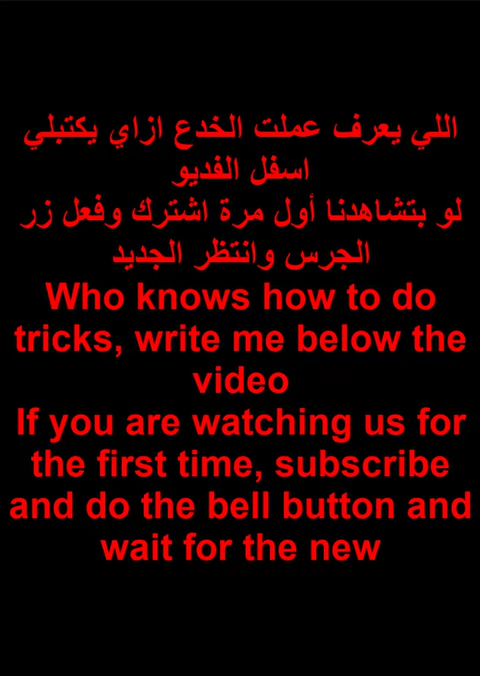 اللي يعرف عملت الخدع ازاي يكتبلي
اسفل الفديو
لو بتشاهدنا أول مرة اشترك وفعل زر
الجرس وانتظر الجديد
Who knows how to do
tricks, write me below the
video
If you are watching us for
the first time, subscribe
and do the bell button and
wait for the new